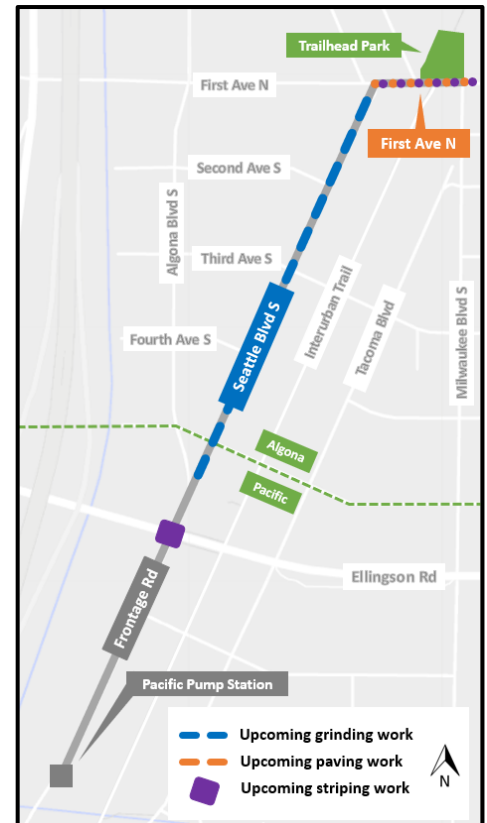 Trailhead Park
First Ave N
First Ave N
Second Ave S
Algona Blvd S
Third Ave S
Interurban Trail
Tacoma Blvd
Milwaukee Blvd S
Seattle Blvd S
Fourth Ave S
Algona
Pacific
Ellingson Rd
Frontage Rd
Pacific Pump Station
Upcoming grinding work
Upcoming paving work
Upcoming striping work
N